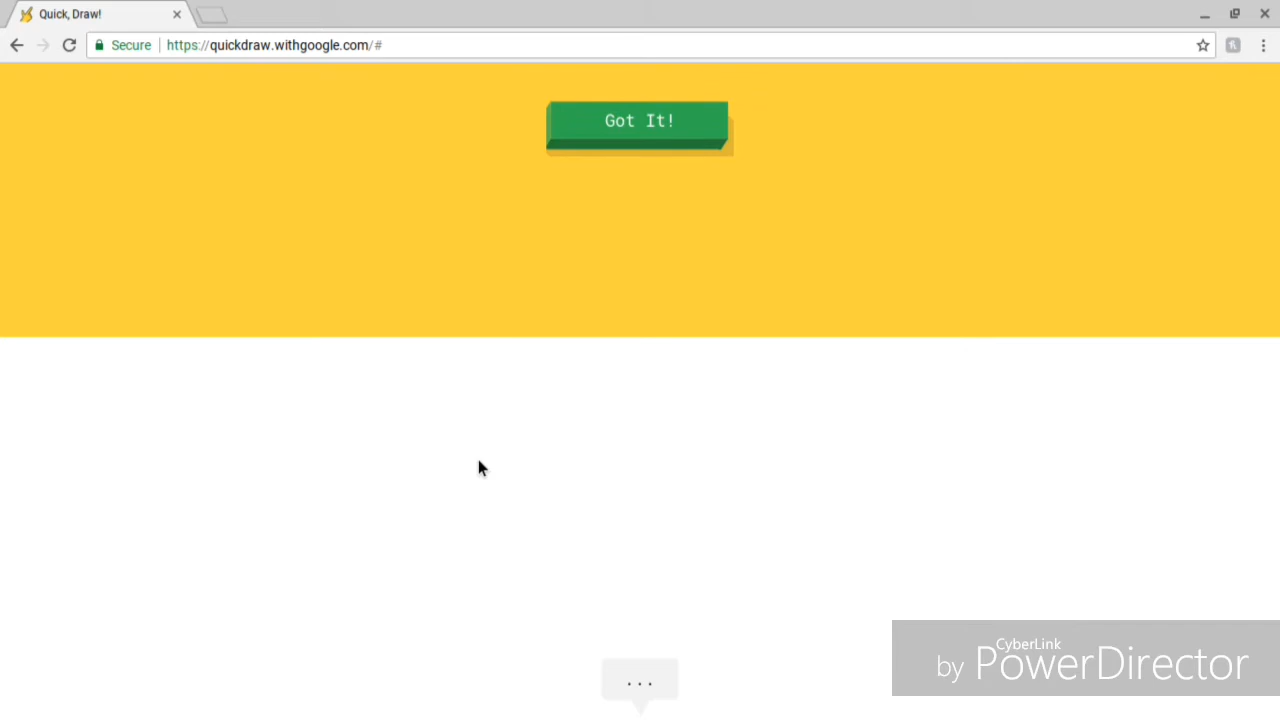 Quick, Draw!
Secure https://quickdraw.withgoogle.com/#
Got It!
...
CyberLink
by PowerDirector